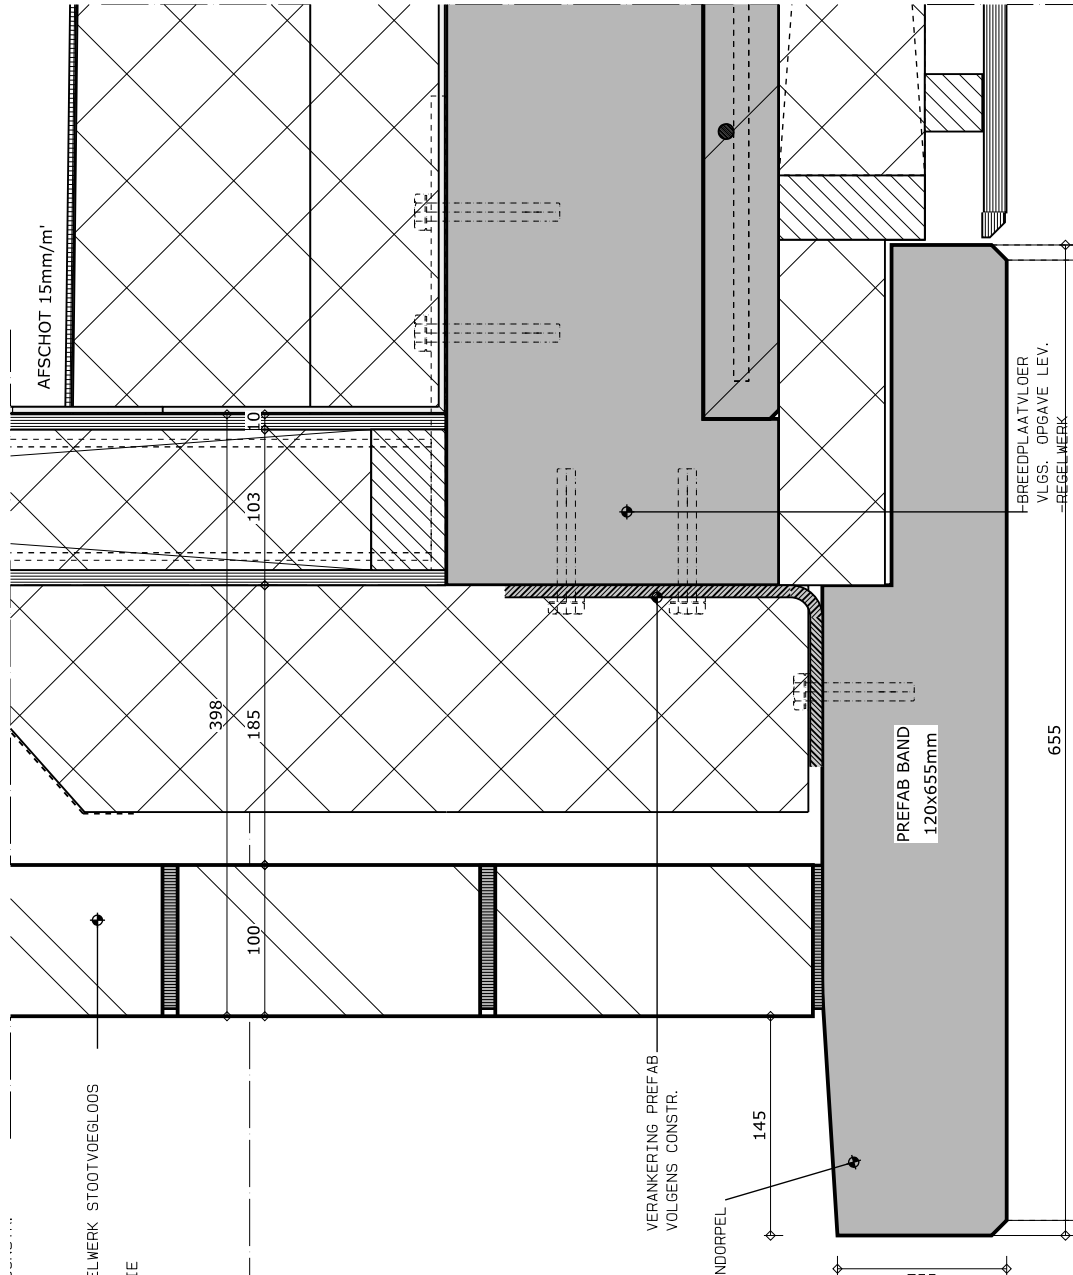 AFSCHOT 15mm/m'
10
103
398
185
100
BREEDPLAATVLOER
VLGS. OPGAVE LEV.
REGELWERK
655
PREFAB BAND
120x655mm
VERANKERING PREFAB
VOLGENS CONSTR.
145
NDORPEL
ELWERK STOOTVOEGLOOS
IE